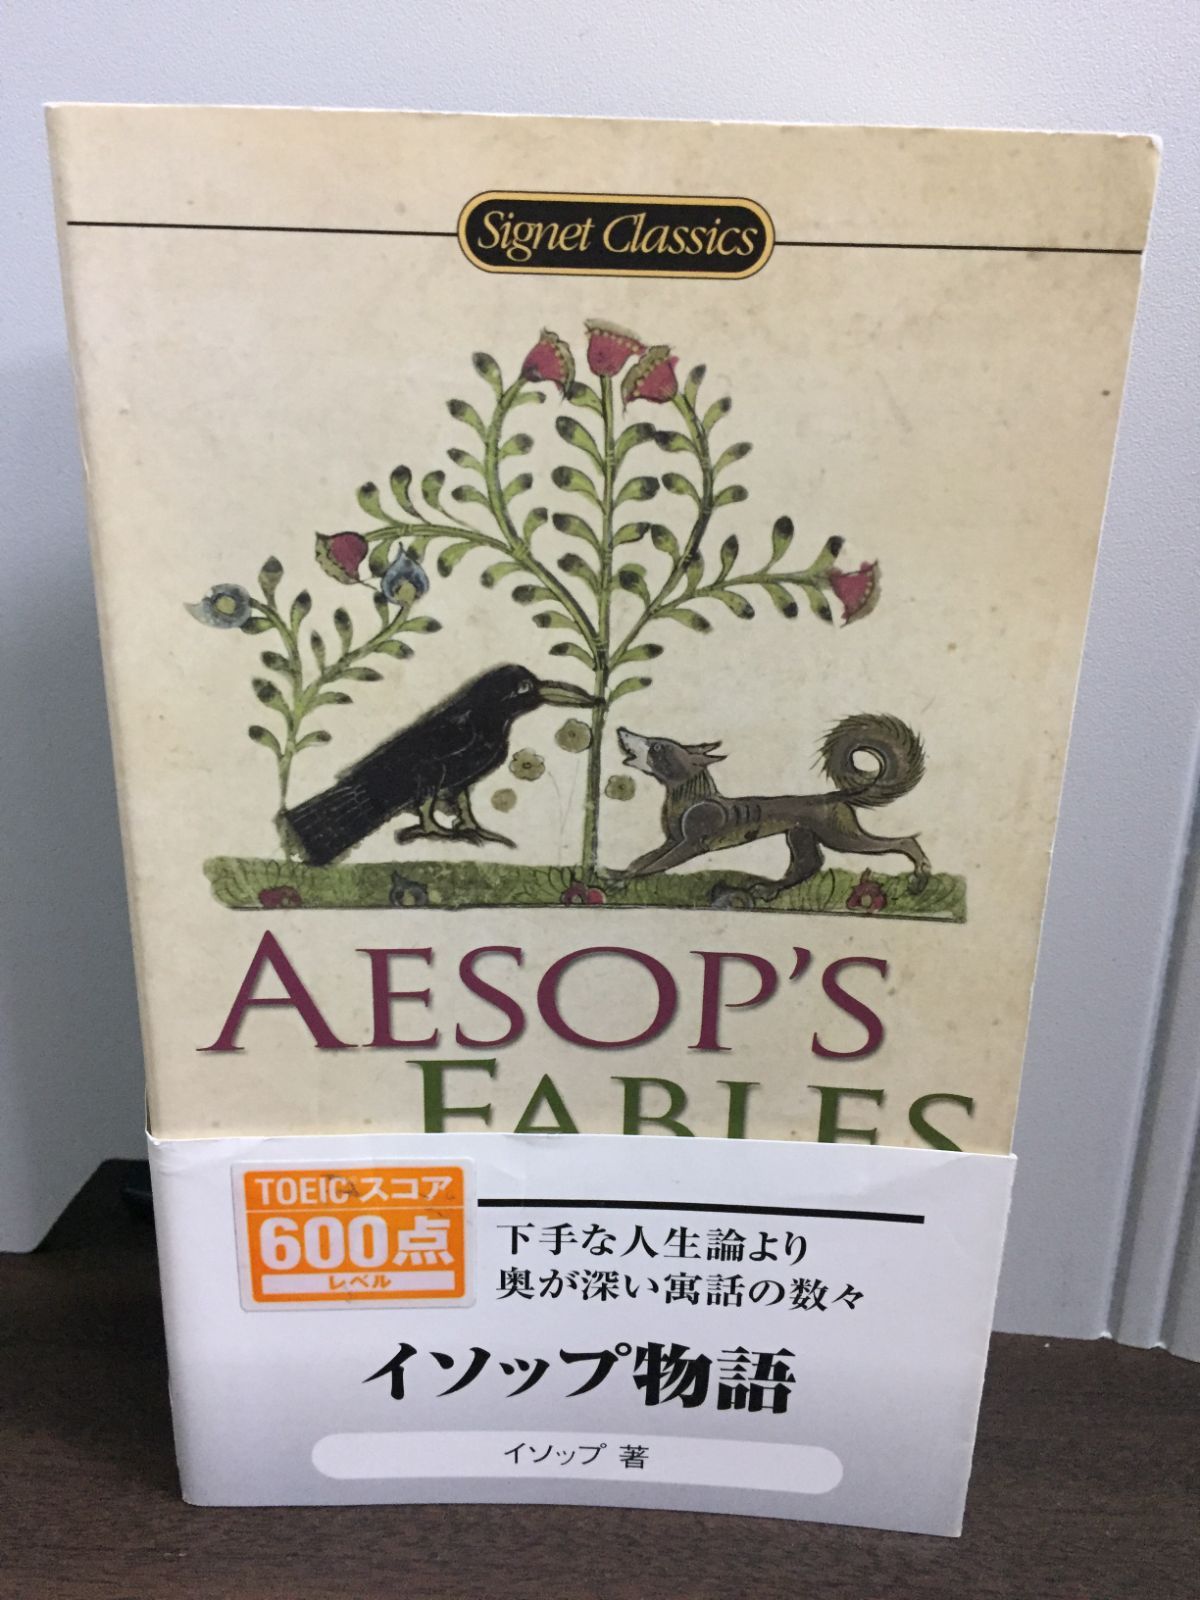 Signet Classics
AESOP'S
FABLES
TOEICスコア
600点
レベル
下手な人生論より
奥が深い寓話の数々
イソップ物語
イソップ 著